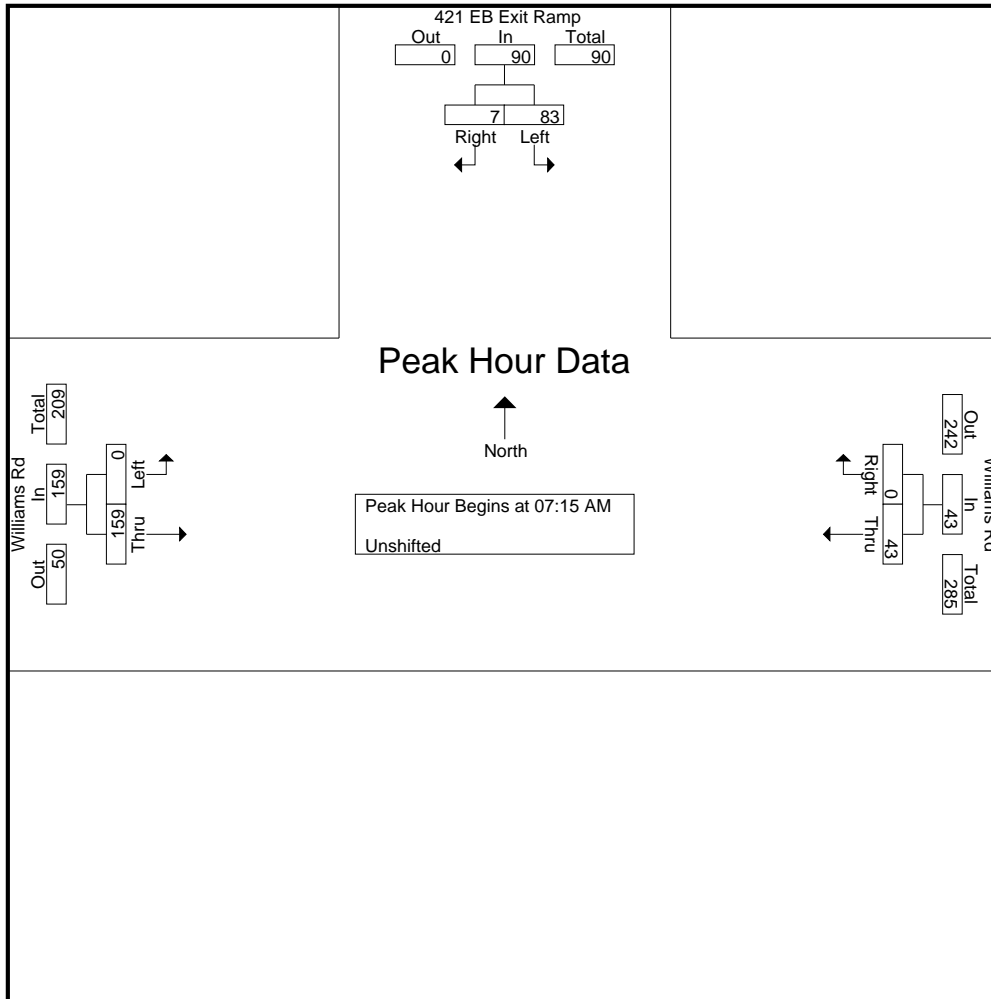 421 EB Exit Ramp
Out In Total
0 90 90
7 83
Right Left
Peak Hour Data
North
Peak Hour Begins at 07:15 AM
Unshifted
Williams Rd
Total In Out
209 159 50
0 159
Left Thru
Williams Rd
Out In Total
242 43 285
0 43
Right Thru